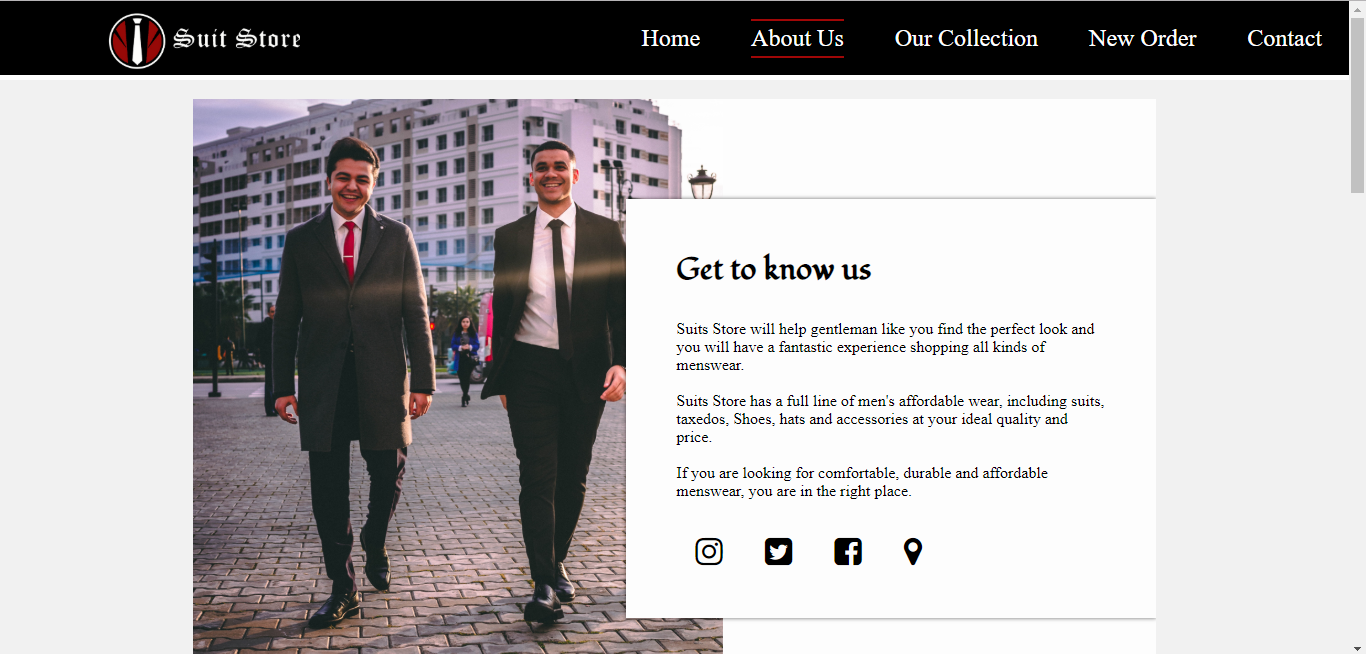 Suit Store
Home
About Us
Our Collection
New Order
Contact
Get to know us
Suits Store will help gentleman like you find the perfect look and
you will have a fantastic experience shopping all kinds of
menswear.
Suits Store has a full line of men's affordable wear, including suits,
taxedos, Shoes, hats and accessories at your ideal quality and
price.
If you are looking for comfortable, durable and affordable
menswear, you are in the right place.